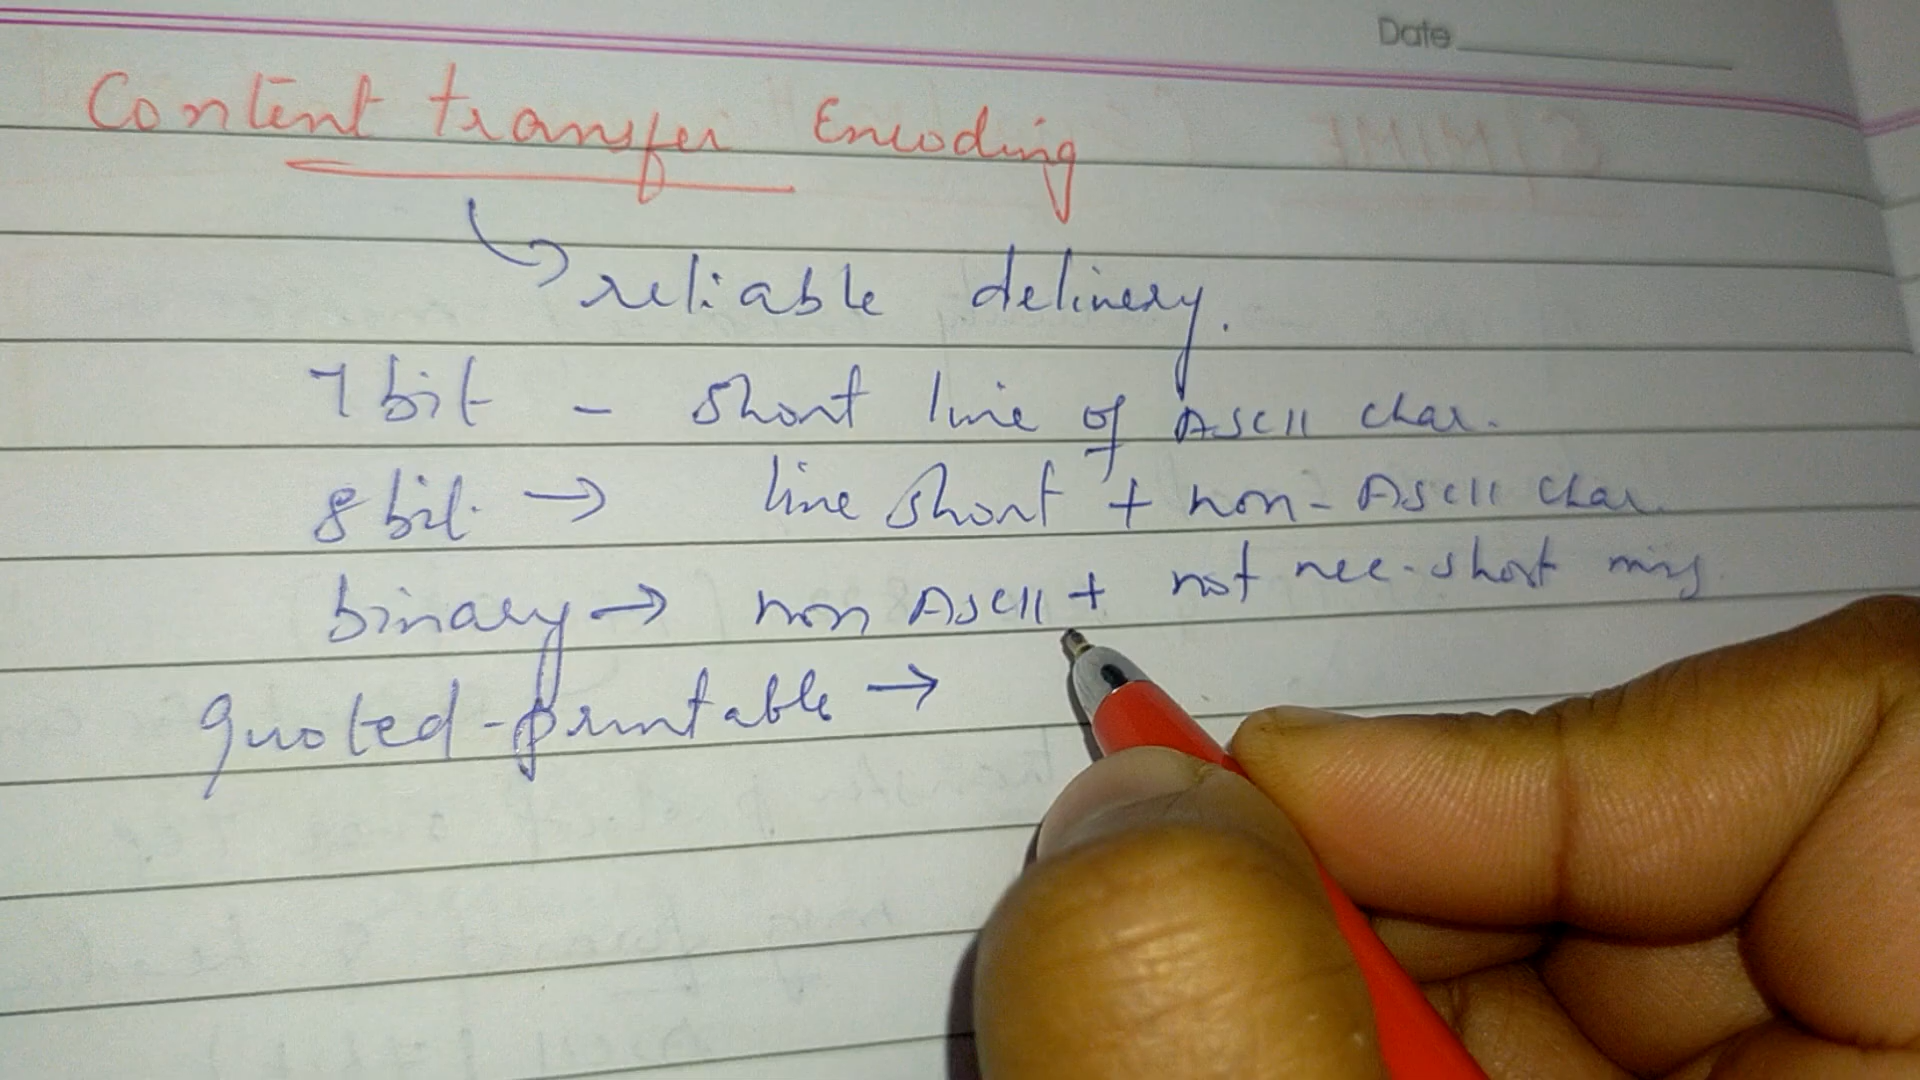 Date
Content transfer Encoding
reliable delivery.
7 bit - short line of ASCII char.
8 bit. → line short + non-ASCII char.
binary → non ASCII + not nec. short
quoted-printable →